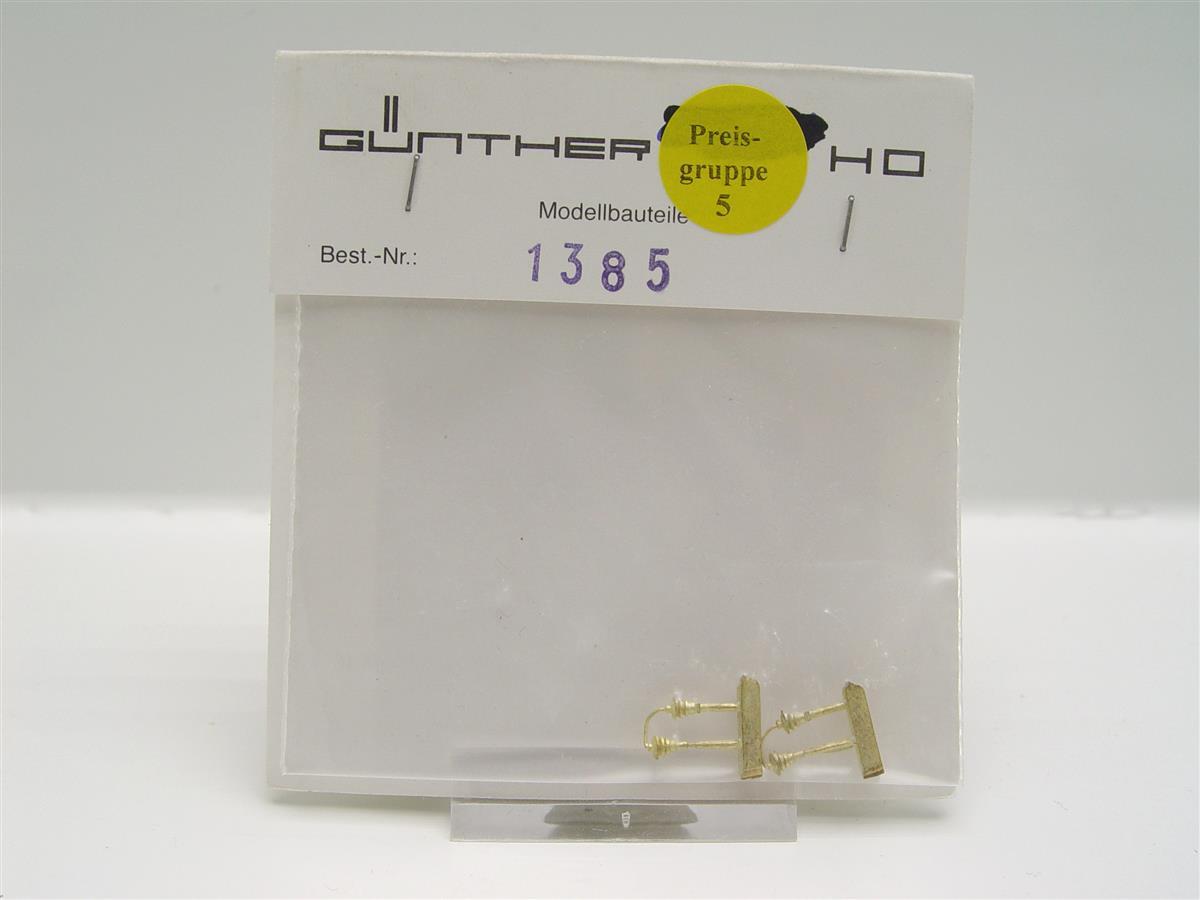 GÜNTHER HO
Preis-
gruppe
5
Modellbauteile
Best.-Nr.: 1385